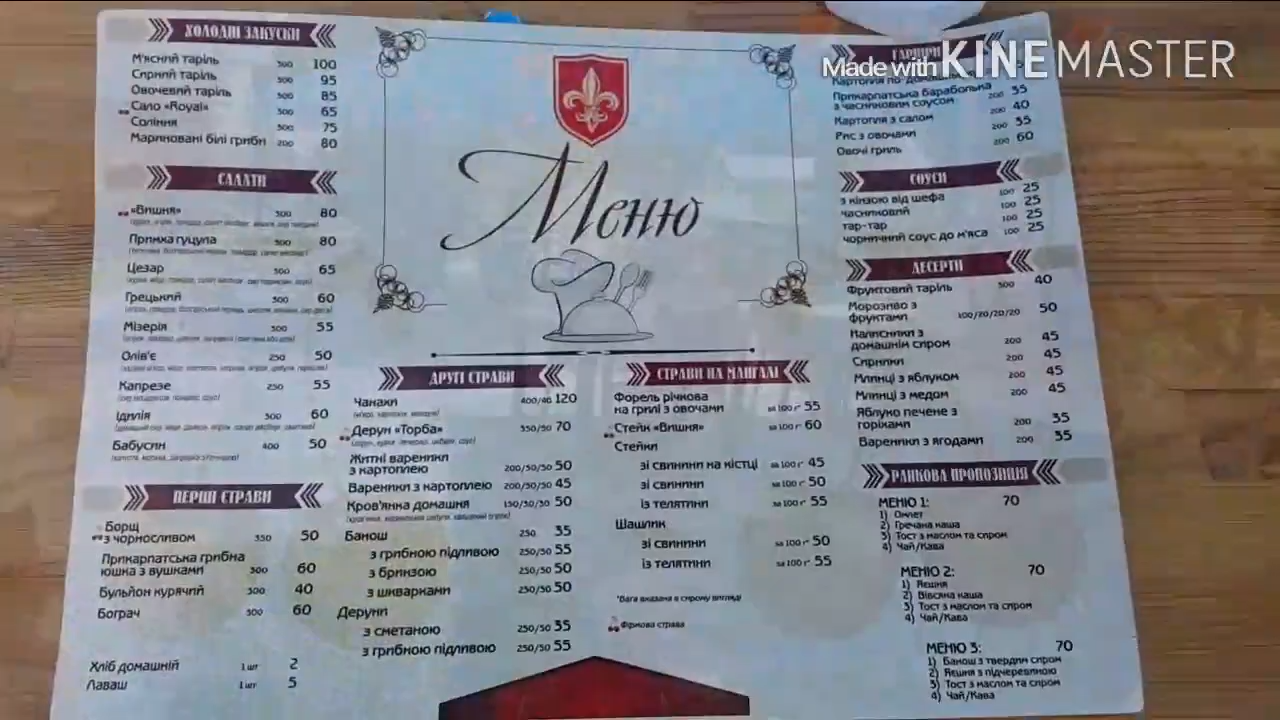 Made with KINEMASTER
ХОЛОДНІ ЗАКУСКИ
М'ясний таріль 300 100
Сирний таріль 300 95
Овочевий таріль 300 85
Сало «Royal» 300 65
Соління 300 75
Мариновані білі гриби 200 80
САЛАТИ
«Вишня» 300 80
Примха гуцула 300 80
Цезар 300 65
Грецький 300 60
Мізерія 300 55
Олів'є 250 50
Капрезе 250 55
Ідилія 300 60
Бабусин 400 50
ПЕРШІ СТРАВИ
Борщ
з чорносливом 350 50
Прикарпатська грибна
юшка з вушками 300 60
Бульйон курячий 300 40
Бограч 300 60
Хліб домашній 1 шт 2
Лаваш 1 шт 5
Меню
ДРУГІ СТРАВИ
Чанахи 400/40 120
Дерун «Торба» 350/50 70
Житні вареники
з картоплею 200/50/50 50
Вареники з картоплею 200/50/50 45
Кров'янка домашня 150/50/50 50
Банош 250 35
з грибною підливою 250/50 55
з бринзою 250/50 50
з шкварками 250/50 50
Деруни
з сметаною 250/50 35
з грибною підливою 250/50 55
СТРАВИ НА МАНГАЛІ
Форель річкова
на грилі з овочами за 100 г* 55
Стейк «Вишня» за 100 г* 60
Стейки
зі свинини на кістці за 100 г* 45
зі свинини за 100 г* 50
із телятини за 100 г* 55
Шашлик
зі свинини за 100 г* 50
із телятини за 100 г* 55
*Вага вказана в сирому вигляді
Фірмова страва
ГАРНІРИ
Картопля по-
Прикарпатська бараболька
з часниковим соусом 200 35
Картопля з салом 200 40
Рис з овочами 200 35
Овочі гриль 200 60
СОУСИ
з кінзою від шефа 100 25
часниковий 100 25
тар-тар 100 25
чорничний соус до м'яса 100 25
ДЕСЕРТИ
Фруктовий таріль 300 40
Морозиво з
фруктами 100/20/20/20 50
Налисники з
домашнім сиром 200 45
Сирники 200 45
Млинці з яблуком 200 45
Млинці з медом 200 45
Яблуко печене з
горіхами 200 35
Вареники з ягодами 200 35
РАНКОВА ПРОПОЗИЦІЯ
МЕНЮ 1: 70
1) Омлет
2) Гречана каша
3) Тост з маслом та сиром
4) Чай/Кава
МЕНЮ 2: 70
1) Яєшня
2) Вівсяна каша
3) Тост з маслом та сиром
4) Чай/Кава
МЕНЮ 3: 70
1) Банош з твердим сиром
2) Яєшня з підчеревиною
3) Тост з маслом та сиром
4) Чай/Кава